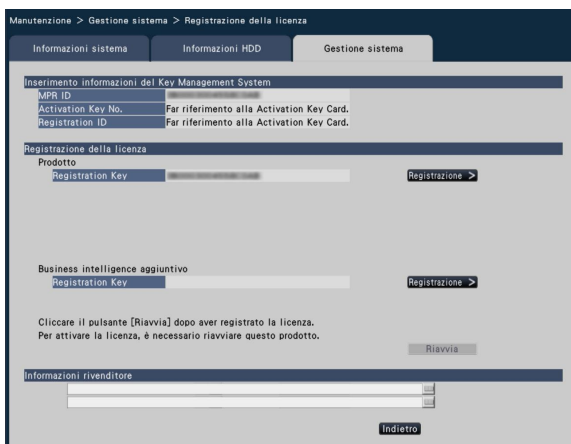 Manutenzione > Gestione sistema > Registrazione della licenza
Informazioni sistema
Informazioni HDD
Gestione sistema
Inserimento informazioni del Key Management System
MPR ID
Activation Key No.
Far riferimento alla Activation Key Card.
Registration ID
Far riferimento alla Activation Key Card.
Registrazione della licenza
Prodotto
Registration Key
Registrazione >
Business intelligence aggiuntivo
Registration Key
Registrazione >
Cliccare il pulsante [Riavvia] dopo aver registrato la licenza.
Per attivare la licenza, è necessario riavviare questo prodotto.
Riavvia
Informazioni rivenditore
Indietro